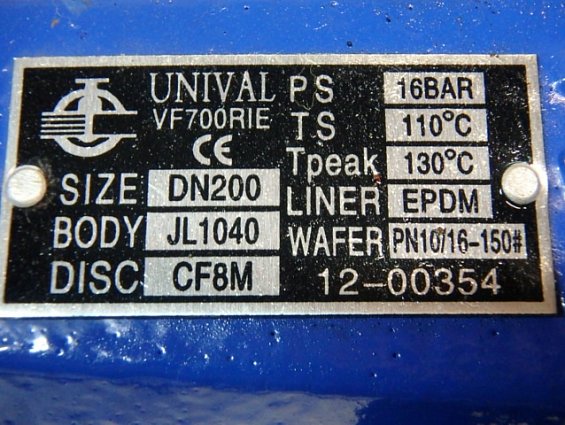 UNIVAL
VF700RIE
CE
SIZE DN200
BODY JL1040
DISC CF8M
PS 16BAR
TS 110°C
Tpeak 130°C
LINER EPDM
WAFER PN10/16-150#
12-00354